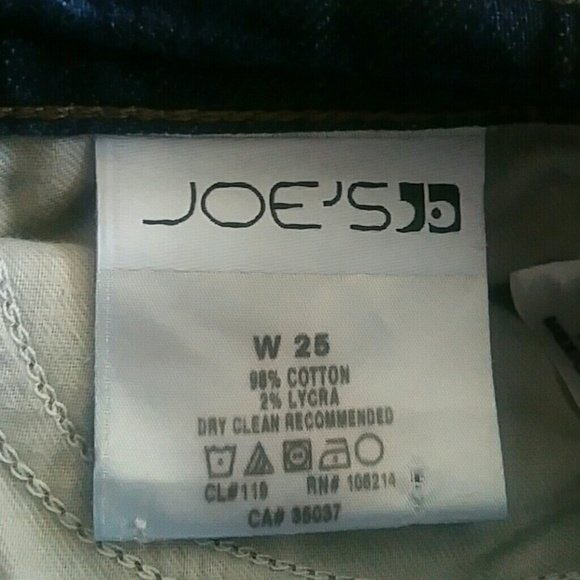 JOE'S
W 25
98% COTTON
2% LYCRA
DRY CLEAN RECOMMENDED
CL# 119 RN# 106214
CA# 35037